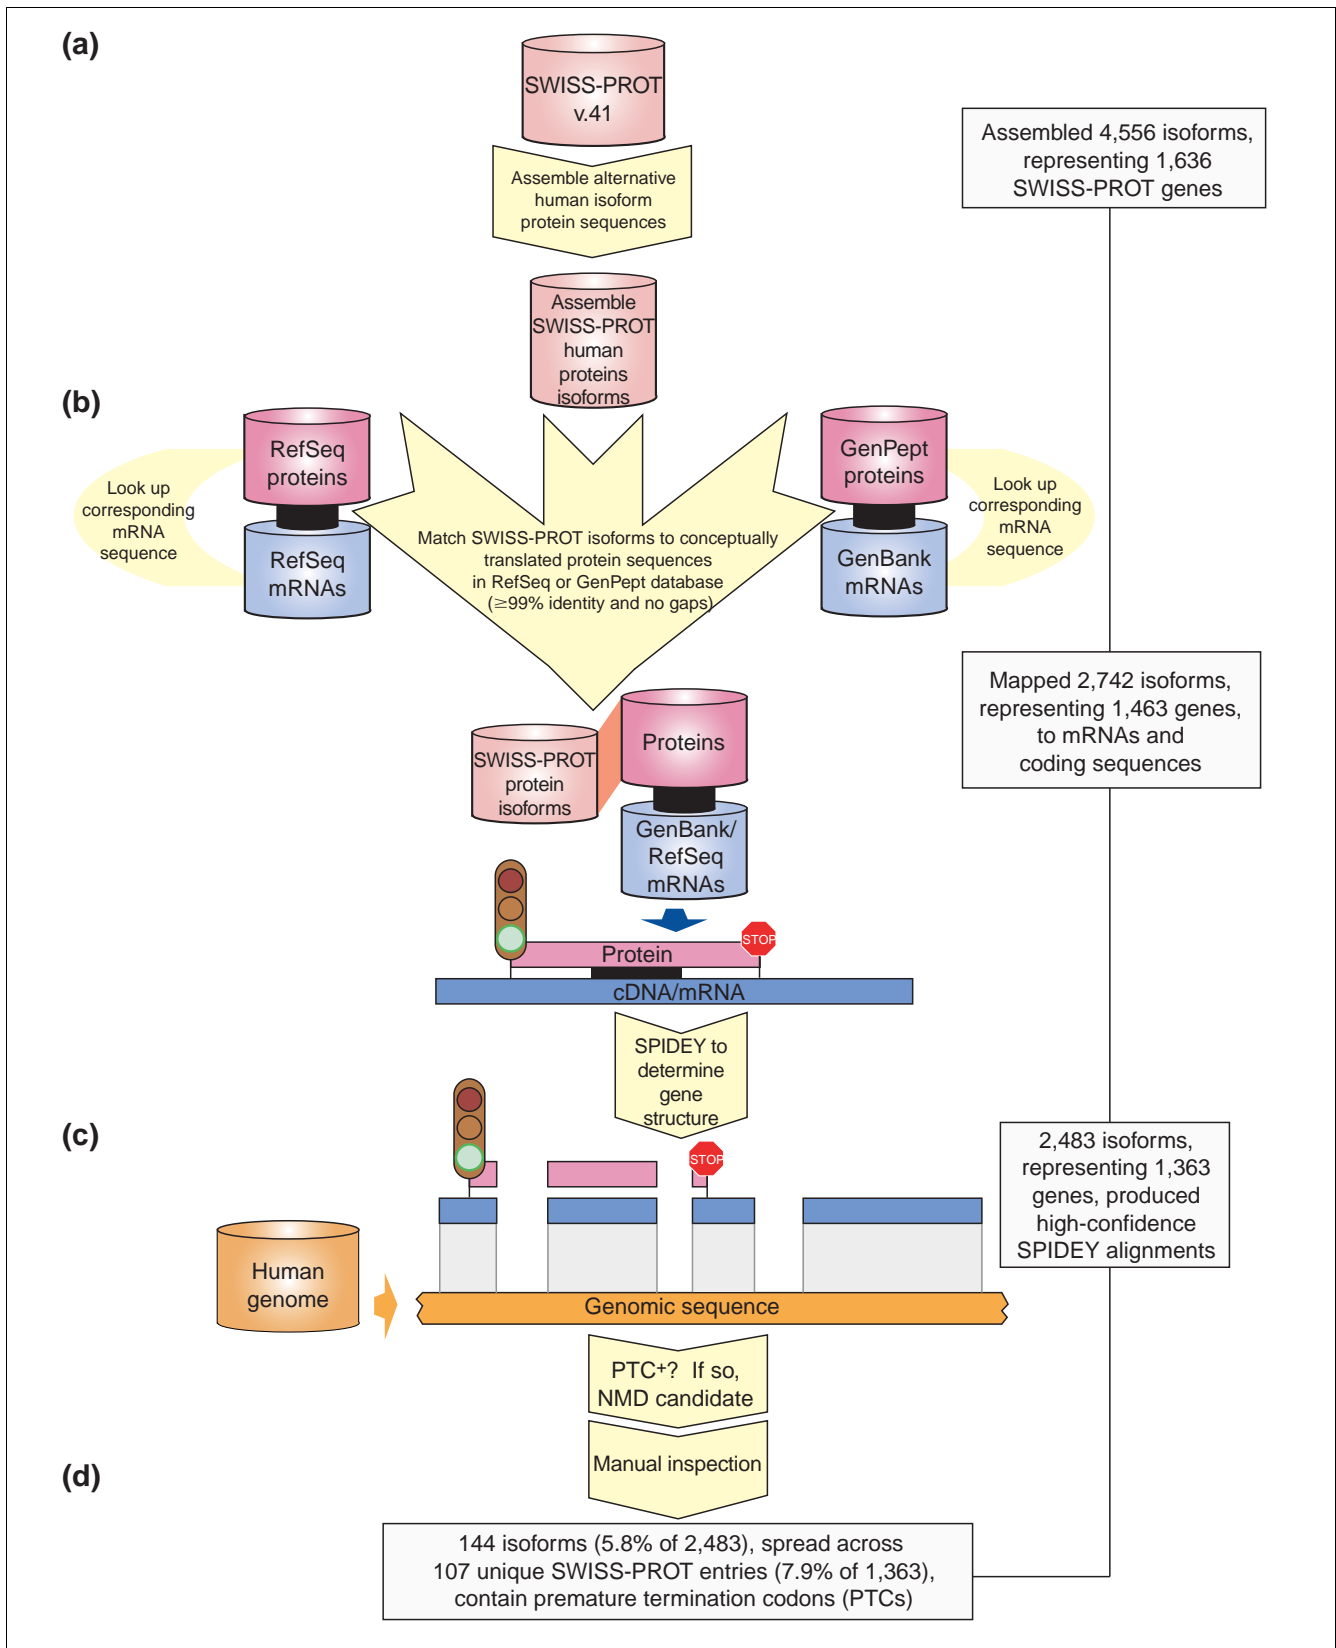 (a)
SWISS-PROT
v.41
Assemble alternative
human isoform
protein sequences
Assembled 4,556 isoforms,
representing 1,636
SWISS-PROT genes
Assemble
SWISS-PROT
human
proteins
isoforms
(b)
RefSeq
proteins
RefSeq
mRNAs
Look up
corresponding
mRNA
sequence
Match SWISS-PROT isoforms to conceptually
translated protein sequences
in RefSeq or GenPept database
(≥99% identity and no gaps)
GenPept
proteins
GenBank
mRNAs
Look up
corresponding
mRNA
sequence
Mapped 2,742 isoforms,
representing 1,463 genes,
to mRNAs and
coding sequences
SWISS-PROT
protein
isoforms
Proteins
GenBank/
RefSeq
mRNAs
STOP
Protein
cDNA/mRNA
SPIDEY to
determine
gene
structure
(c)
STOP
2,483 isoforms,
representing 1,363
genes, produced
high-confidence
SPIDEY alignments
Human
genome
Genomic sequence
PTC+? If so,
NMD candidate
Manual inspection
(d)
144 isoforms (5.8% of 2,483), spread across
107 unique SWISS-PROT entries (7.9% of 1,363),
contain premature termination codons (PTCs)